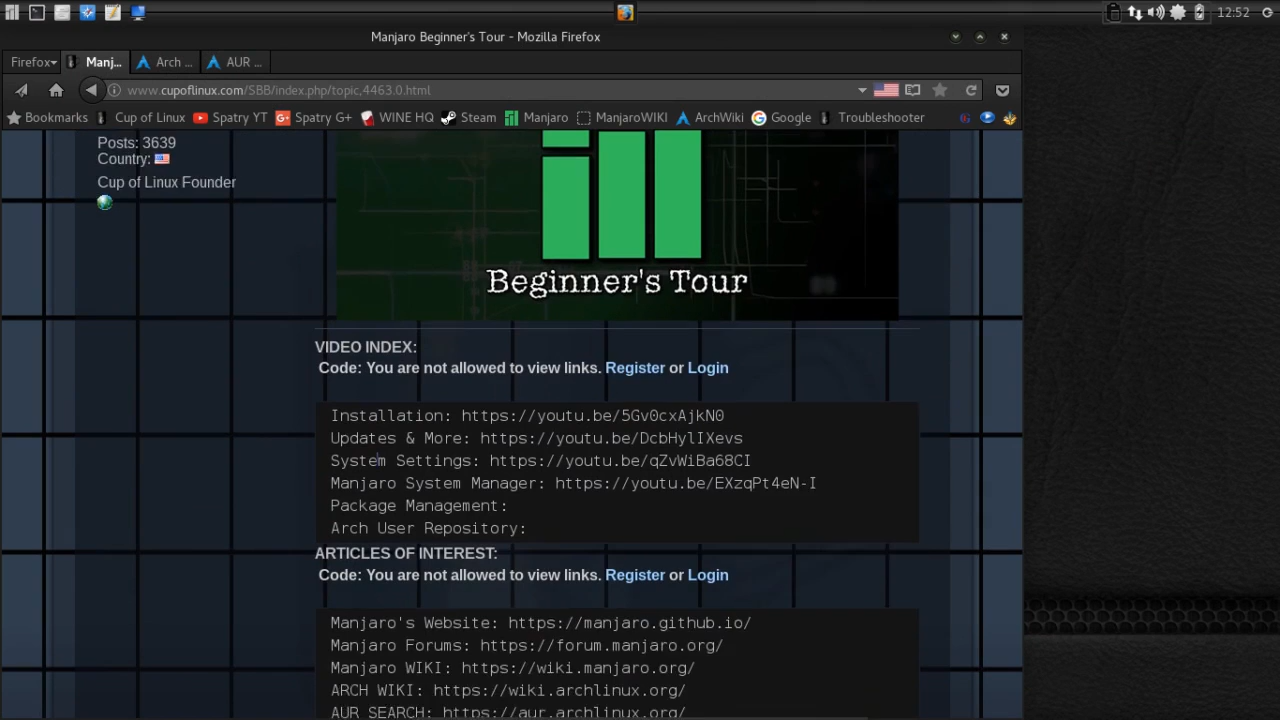 12:52
Manjaro Beginner's Tour - Mozilla Firefox
Firefox Manj... Arch ... AUR ...
www.cupoflinux.com/SBB/index.php/topic,4463.0.html
Bookmarks Cup of Linux Spatry YT Spatry G+ WINE HQ Steam Manjaro ManjaroWIKI ArchWiki Google Troubleshooter
Posts: 3639
Country:
Cup of Linux Founder
Beginner's Tour
VIDEO INDEX:
Code: You are not allowed to view links. Register or Login
Installation: https://youtu.be/5Gv0cxAjkN0
Updates & More: https://youtu.be/DcbHylIXevs
System Settings: https://youtu.be/qZvWiBa68CI
Manjaro System Manager: https://youtu.be/EXzqPt4eN-I
Package Management:
Arch User Repository:
ARTICLES OF INTEREST:
Code: You are not allowed to view links. Register or Login
Manjaro's Website: https://manjaro.github.io/
Manjaro Forums: https://forum.manjaro.org/
Manjaro WIKI: https://wiki.manjaro.org/
ARCH WIKI: https://wiki.archlinux.org/
AUR SEARCH: https://aur.archlinux.org/